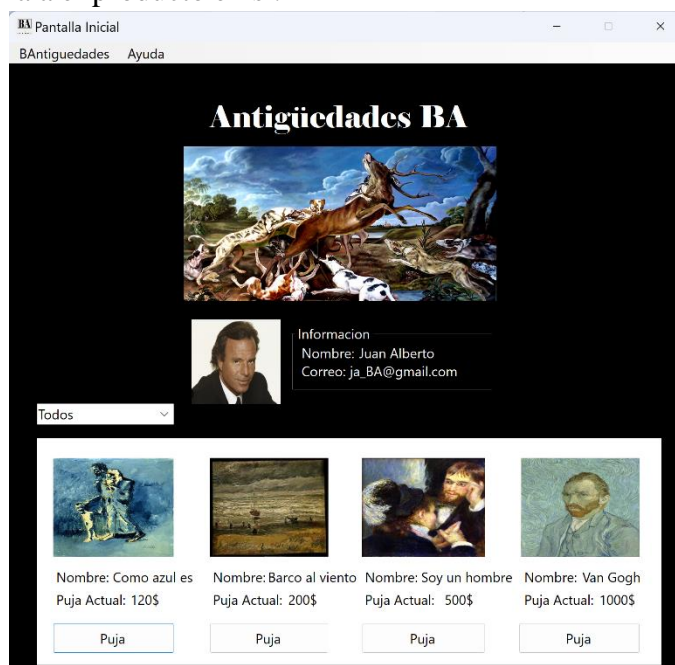 BA Pantalla Inicial
BAntiguedades Ayuda
Antigüedades BA
Informacion
Nombre: Juan Alberto
Correo: ja_BA@gmail.com
Todos
Nombre: Como azul es Nombre: Barco al viento Nombre: Soy un hombre Nombre: Van Gogh
Puja Actual: 120$ Puja Actual: 200$ Puja Actual: 500$ Puja Actual: 1000$
Puja Puja Puja Puja